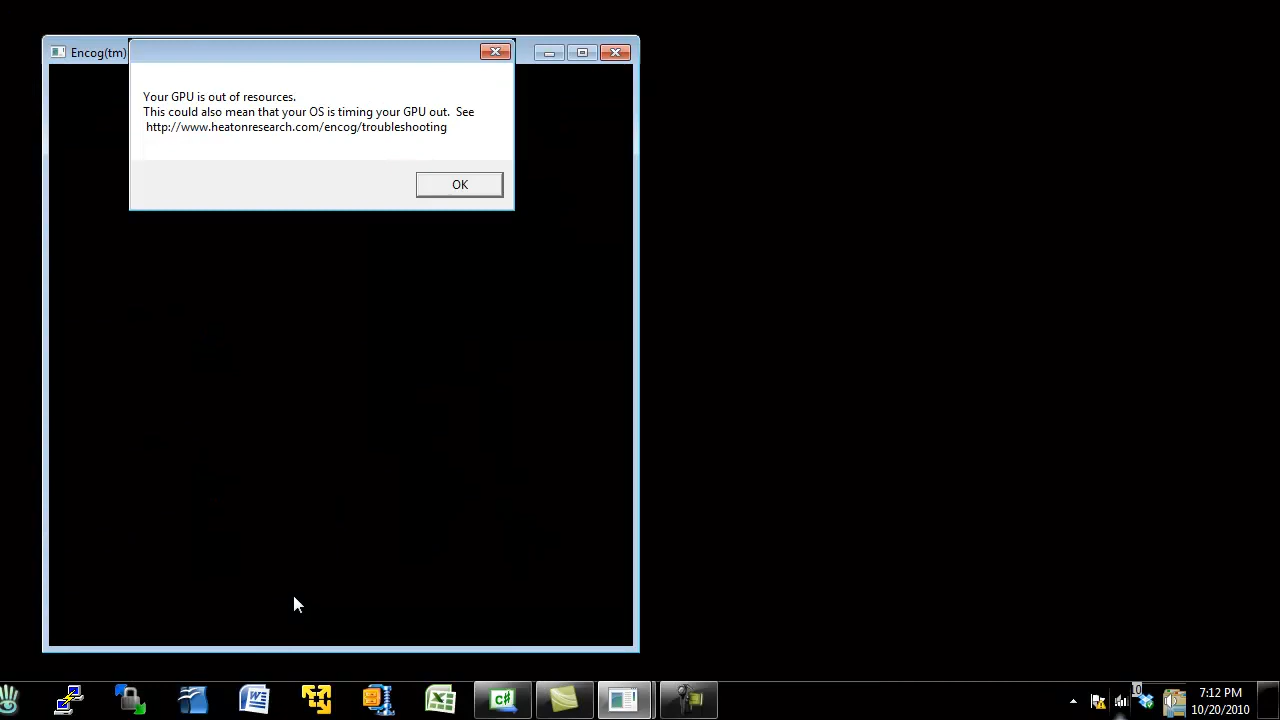 Encog(tm)
Your GPU is out of resources.
This could also mean that your OS is timing your GPU out.  See
http://www.heatonresearch.com/encog/troubleshooting
OK
10
7:12 PM
10/20/2010